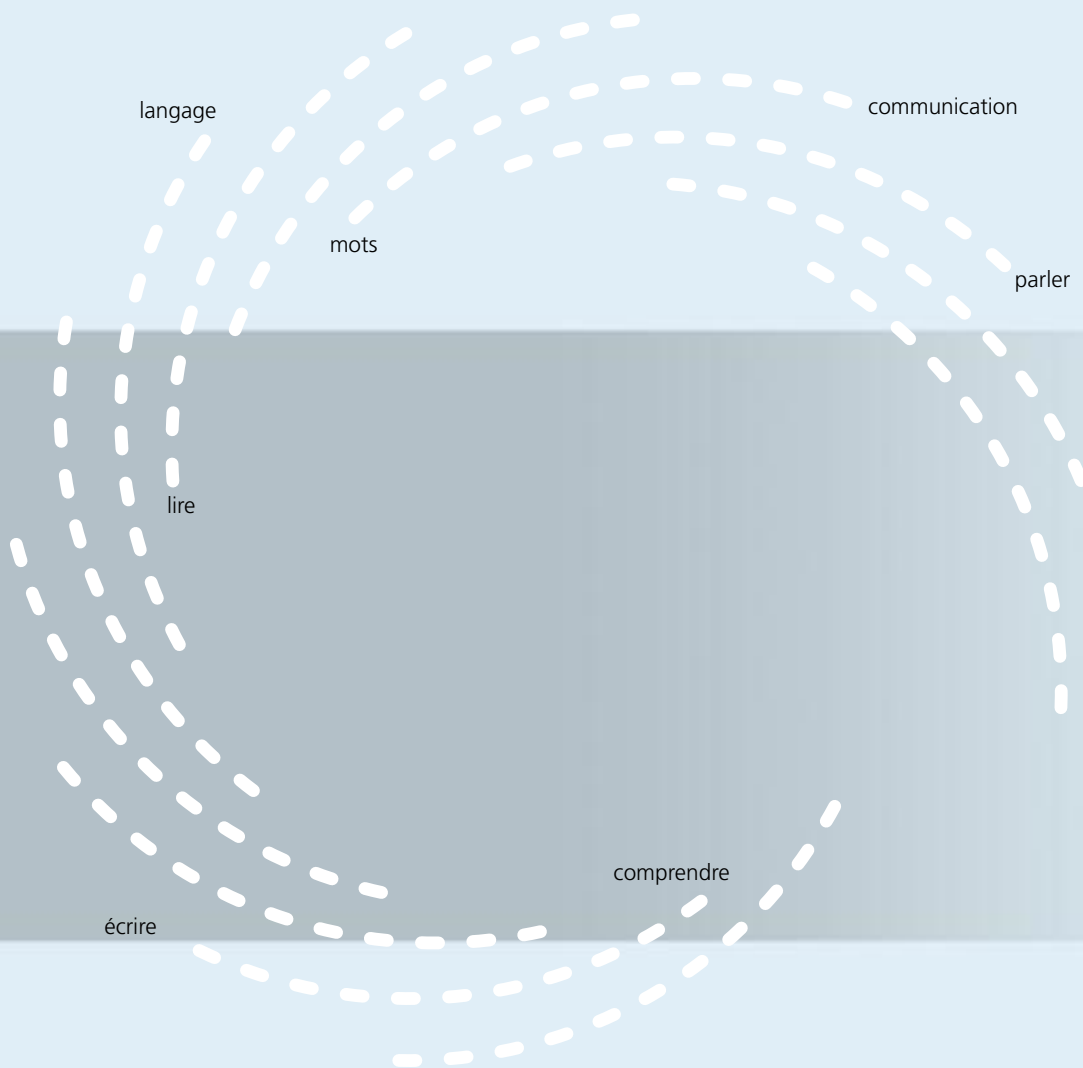 langage
communication
mots
parler
lire
comprendre
écrire